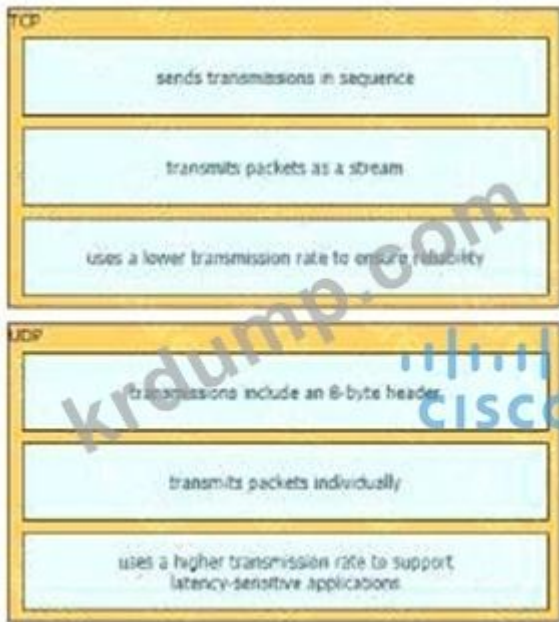 TCP
sends transmissions in sequence
transmits packets as a stream
uses a lower transmission rate to ensure reliability
UDP
transmissions include an 8-byte header
CISCO
transmits packets individually
uses a higher transmission rate to support
latency-sensitive applications
krdump.com